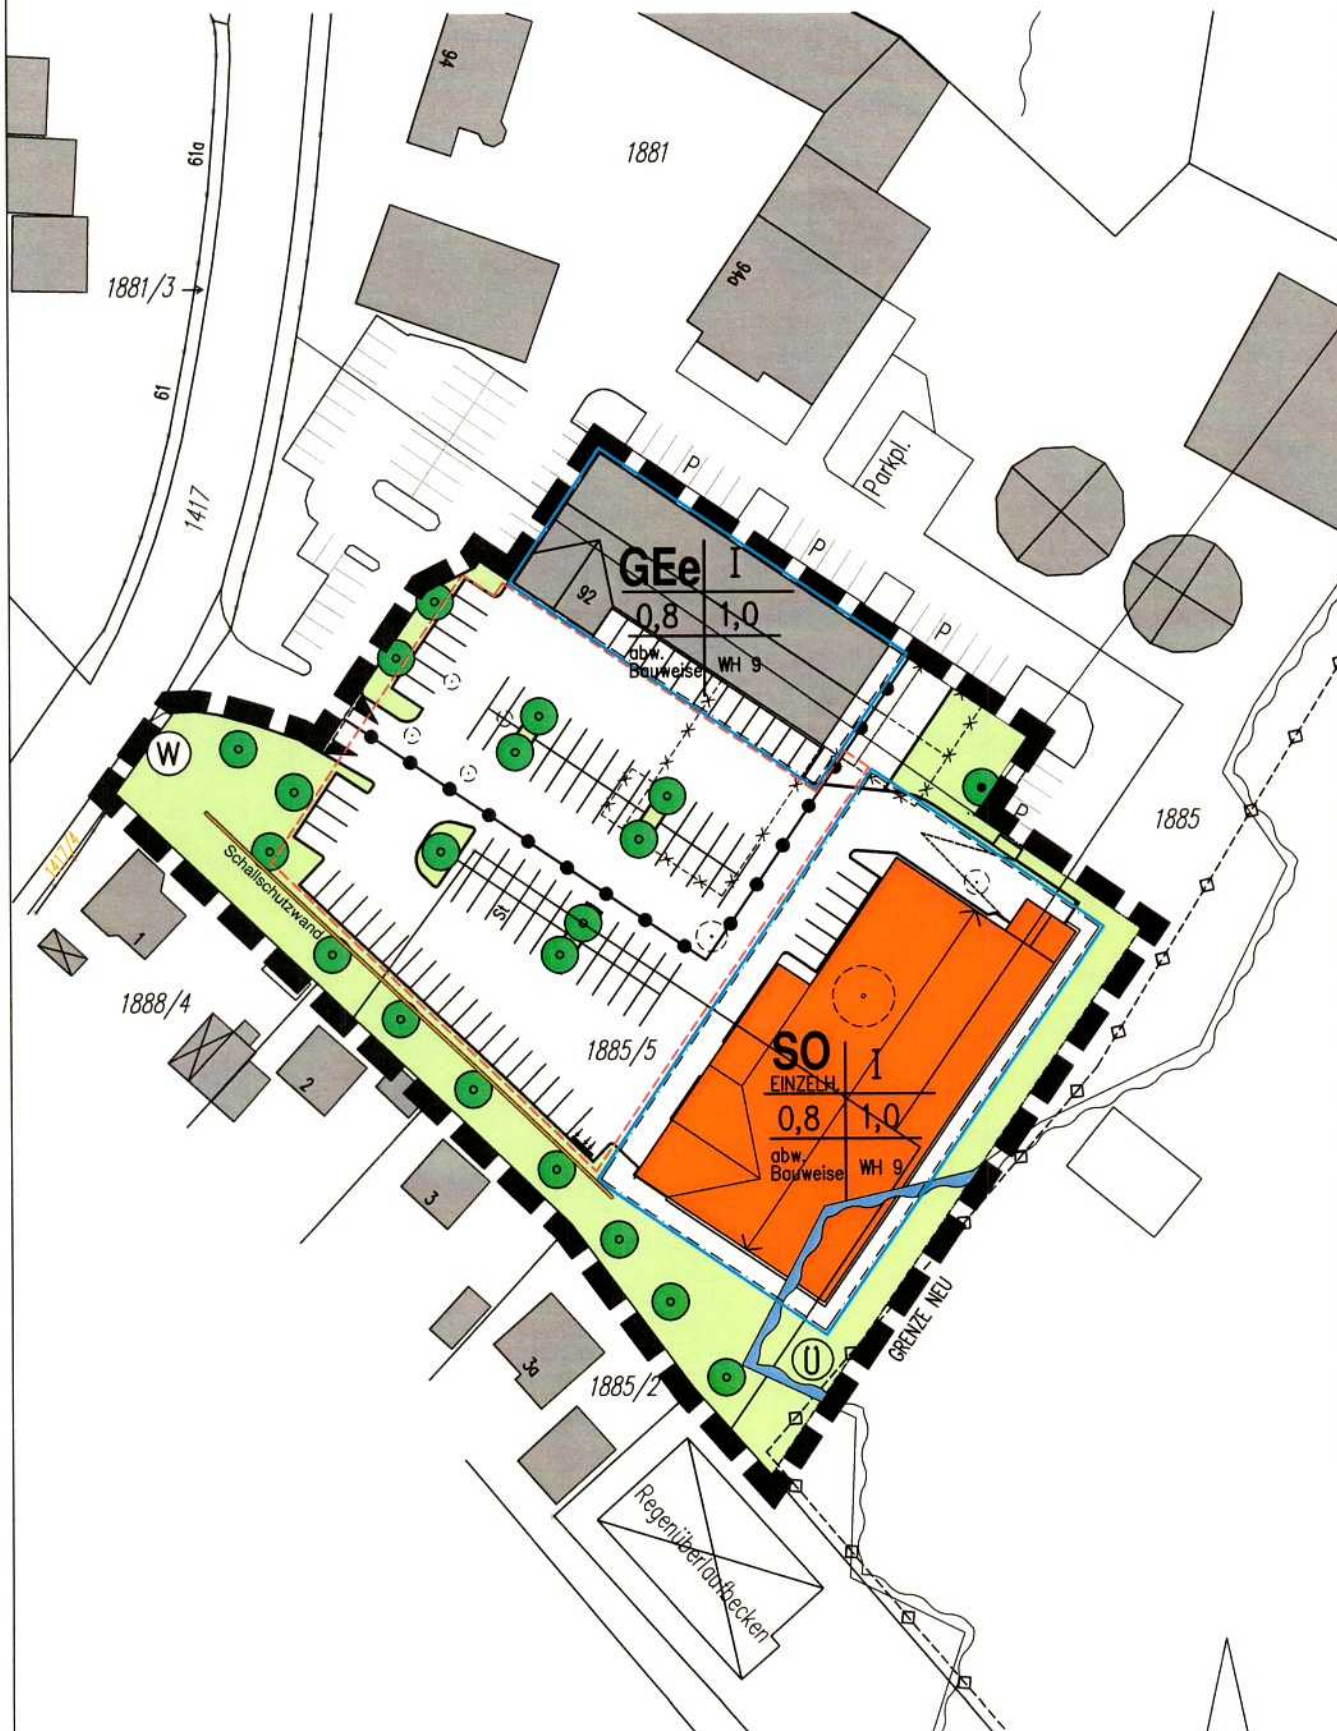 94
1881
61a
94a
1881/3
61
Parkpl.
1417
P
P
GEe I
92
0,8 1,0
abw.
Bauweise WH 9
P
W
P
1885
1417/4
Schallschutzwand
St
1
1888/4
1885/5
SO I
EINZELH.
2
0,8 1,0
abw.
Bauweise WH 9
3
GRENZE NEU
Ü
3a
1885/2
Regenüberlaufbecken